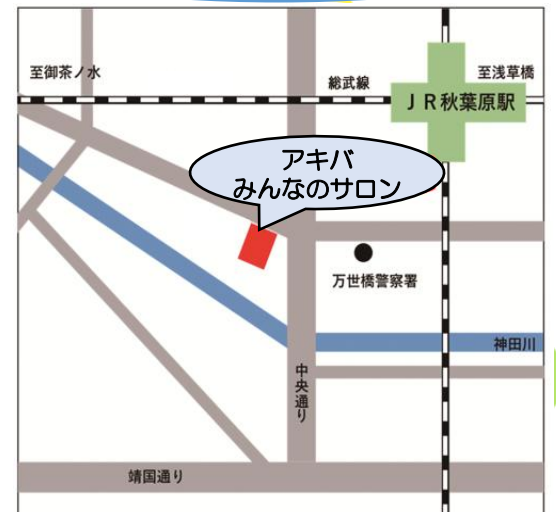 至御茶ノ水
総武線
至浅草橋
JR秋葉原駅
アキバ
みんなのサロン
万世橋警察署
神田川
中央通り
靖国通り